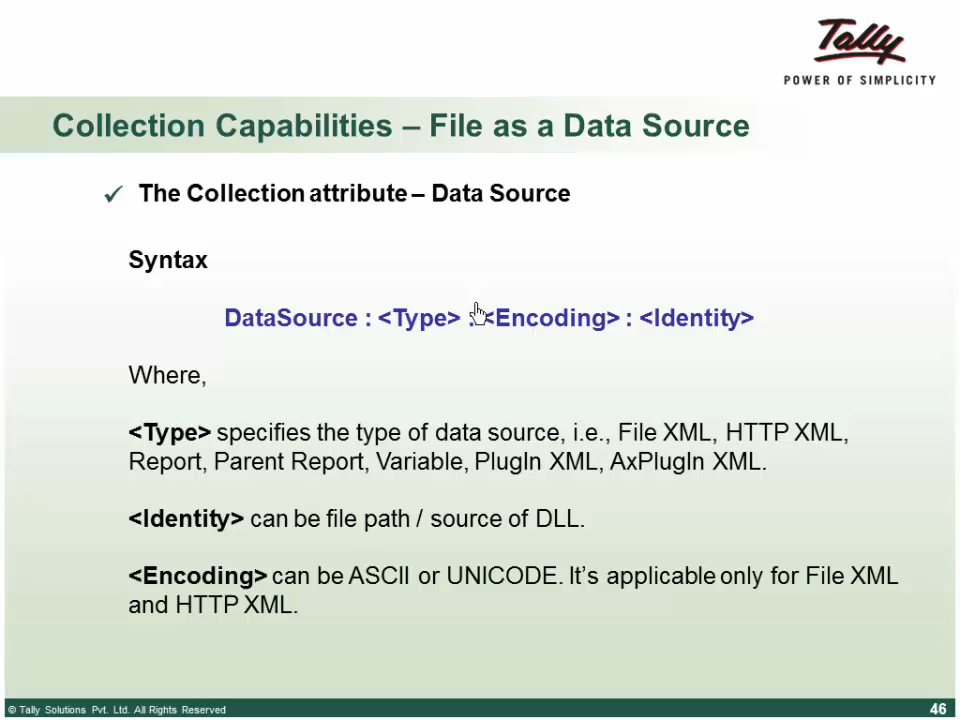 Tally
POWER OF SIMPLICITY
Collection Capabilities – File as a Data Source
The Collection attribute – Data Source
Syntax
DataSource : <Type> : <Encoding> : <Identity>
Where,
<Type> specifies the type of data source, i.e., File XML, HTTP XML,
Report, Parent Report, Variable, PlugIn XML, AxPlugIn XML.
<Identity> can be file path / source of DLL.
<Encoding> can be ASCII or UNICODE. It’s applicable only for File XML
and HTTP XML.
© Tally Solutions Pvt. Ltd. All Rights Reserved
46